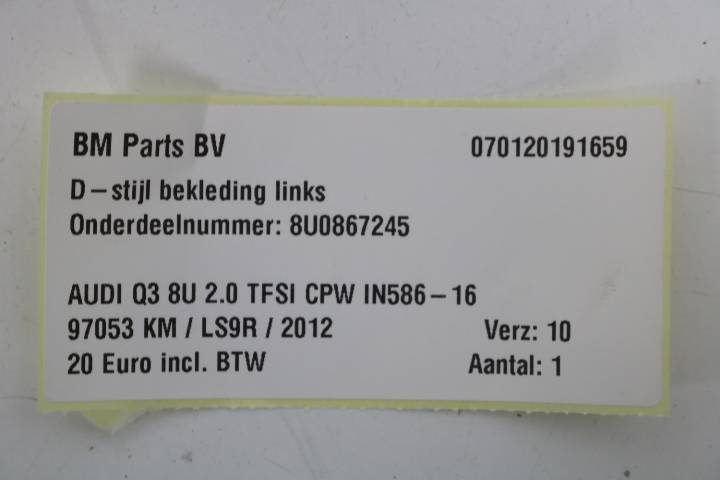 BM Parts BV 070120191659
D-stijl bekleding links
Onderdeelnummer: 8U0867245
AUDI Q3 8U 2.0 TFSI CPW IN586-16
97053 KM / LS9R / 2012 Verz: 10
20 Euro incl. BTW Aantal: 1